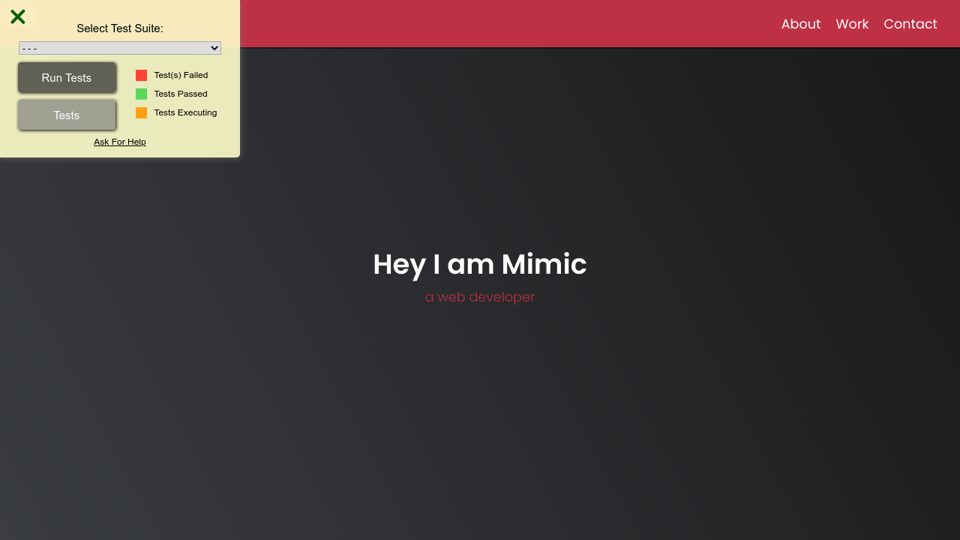 Select Test Suite:
- - -
Run Tests
Tests
Test(s) Failed
Tests Passed
Tests Executing
Ask For Help
About Work Contact
Hey I am Mimic
a web developer